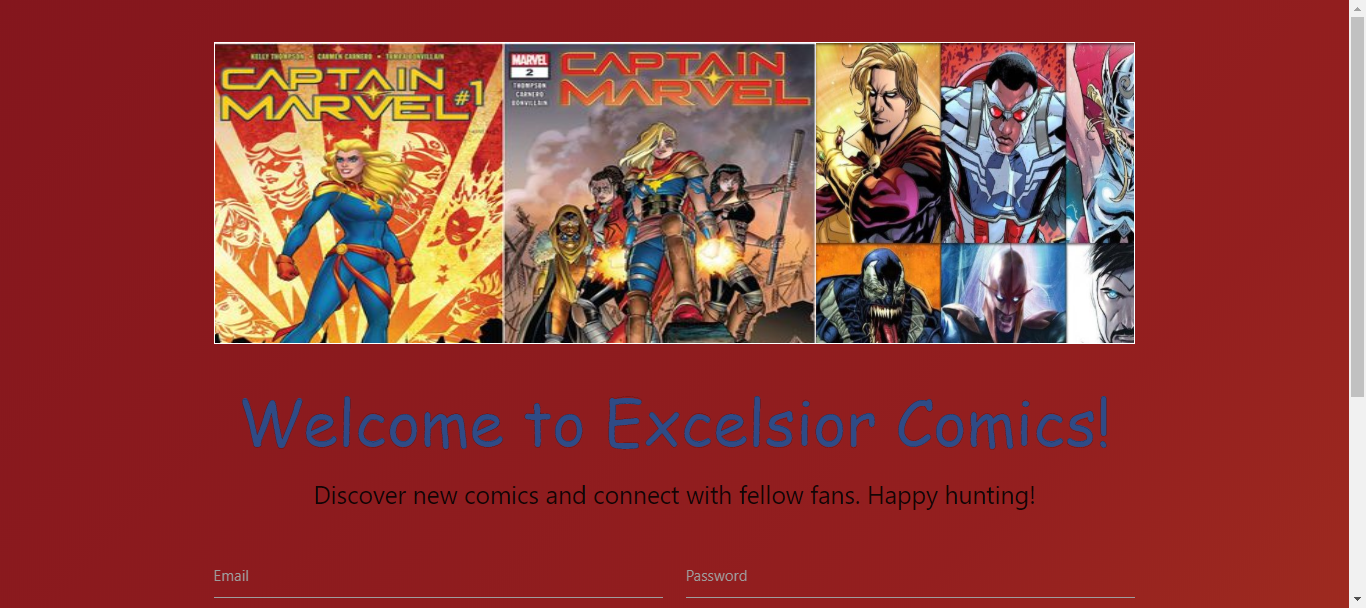 KELLY THOMPSON • CARMEN CARNERO • TAMRA BONVILLAIN
CAPTAIN
MARVEL #1
MARVEL
2
THOMPSON
CARNERO
BONVILLAIN
CAPTAIN
MARVEL
Welcome to Excelsior Comics!
Discover new comics and connect with fellow fans. Happy hunting!
Email
Password